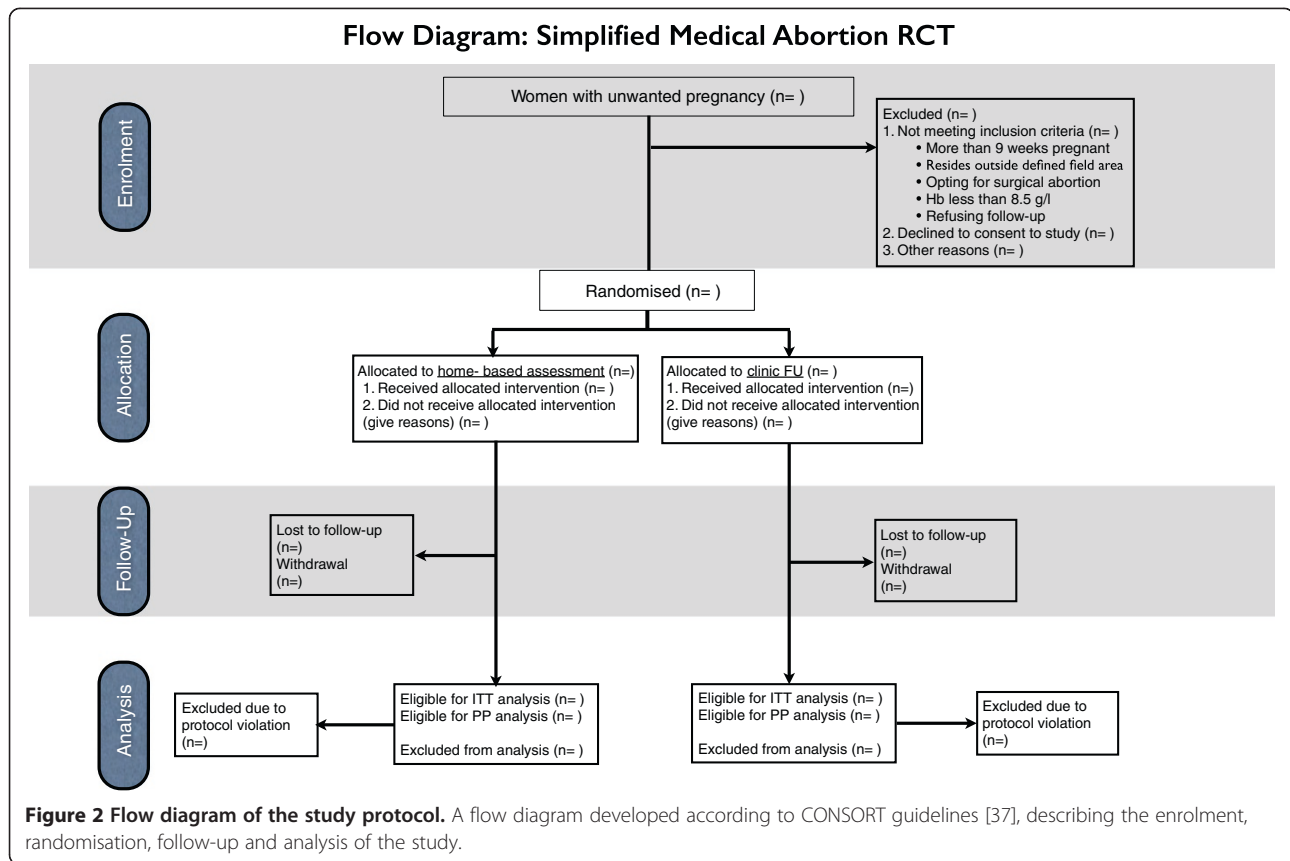 Flow Diagram: Simplified Medical Abortion RCT
Enrolment
Women with unwanted pregnancy (n= )
Excluded (n= )
1. Not meeting inclusion criteria (n= )
• More than 9 weeks pregnant
• Resides outside defined field area
• Opting for surgical abortion
• Hb less than 8.5 g/l
• Refusing follow-up
2. Declined to consent to study (n= )
3. Other reasons (n= )
Randomised (n= )
Allocation
Allocated to home- based assessment (n=)
1. Received allocated intervention (n= )
2. Did not receive allocated intervention
(give reasons) (n= )
Allocated to clinic FU (n= )
1. Received allocated intervention (n=)
2. Did not receive allocated intervention
(give reasons) (n= )
Follow-Up
Lost to follow-up
(n=)
Withdrawal
(n=)
Lost to follow-up
(n=)
Withdrawal
(n=)
Analysis
Excluded due to
protocol violation
(n=)
Eligible for ITT analysis (n= )
Eligible for PP analysis (n= )
Excluded from analysis (n= )
Eligible for ITT analysis (n= )
Eligible for PP analysis (n= )
Excluded from analysis (n= )
Excluded due to
protocol violation
(n=)
Figure 2 Flow diagram of the study protocol. A flow diagram developed according to CONSORT guidelines [37], describing the enrolment,
randomisation, follow-up and analysis of the study.